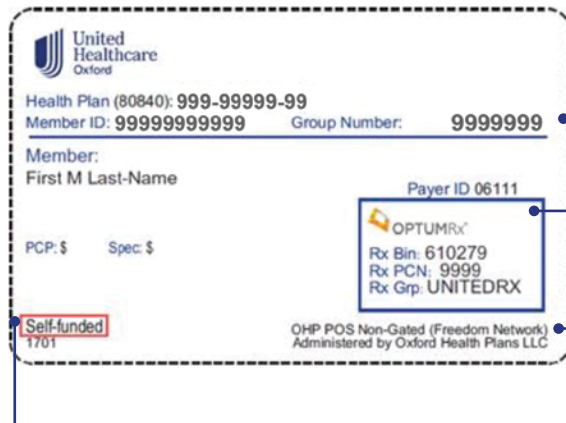 United
Healthcare
Oxford
Health Plan (80840): 999-99999-99
Member ID: 99999999999 Group Number: 9999999
Member:
First M Last-Name
Payer ID 06111
OPTUMRx®
PCP: $ Spec: $
Rx Bin: 610279
Rx PCN: 9999
Rx Grp: UNITEDRX
Self-funded
1701
OHP POS Non-Gated (Freedom Network)
Administered by Oxford Health Plans LLC